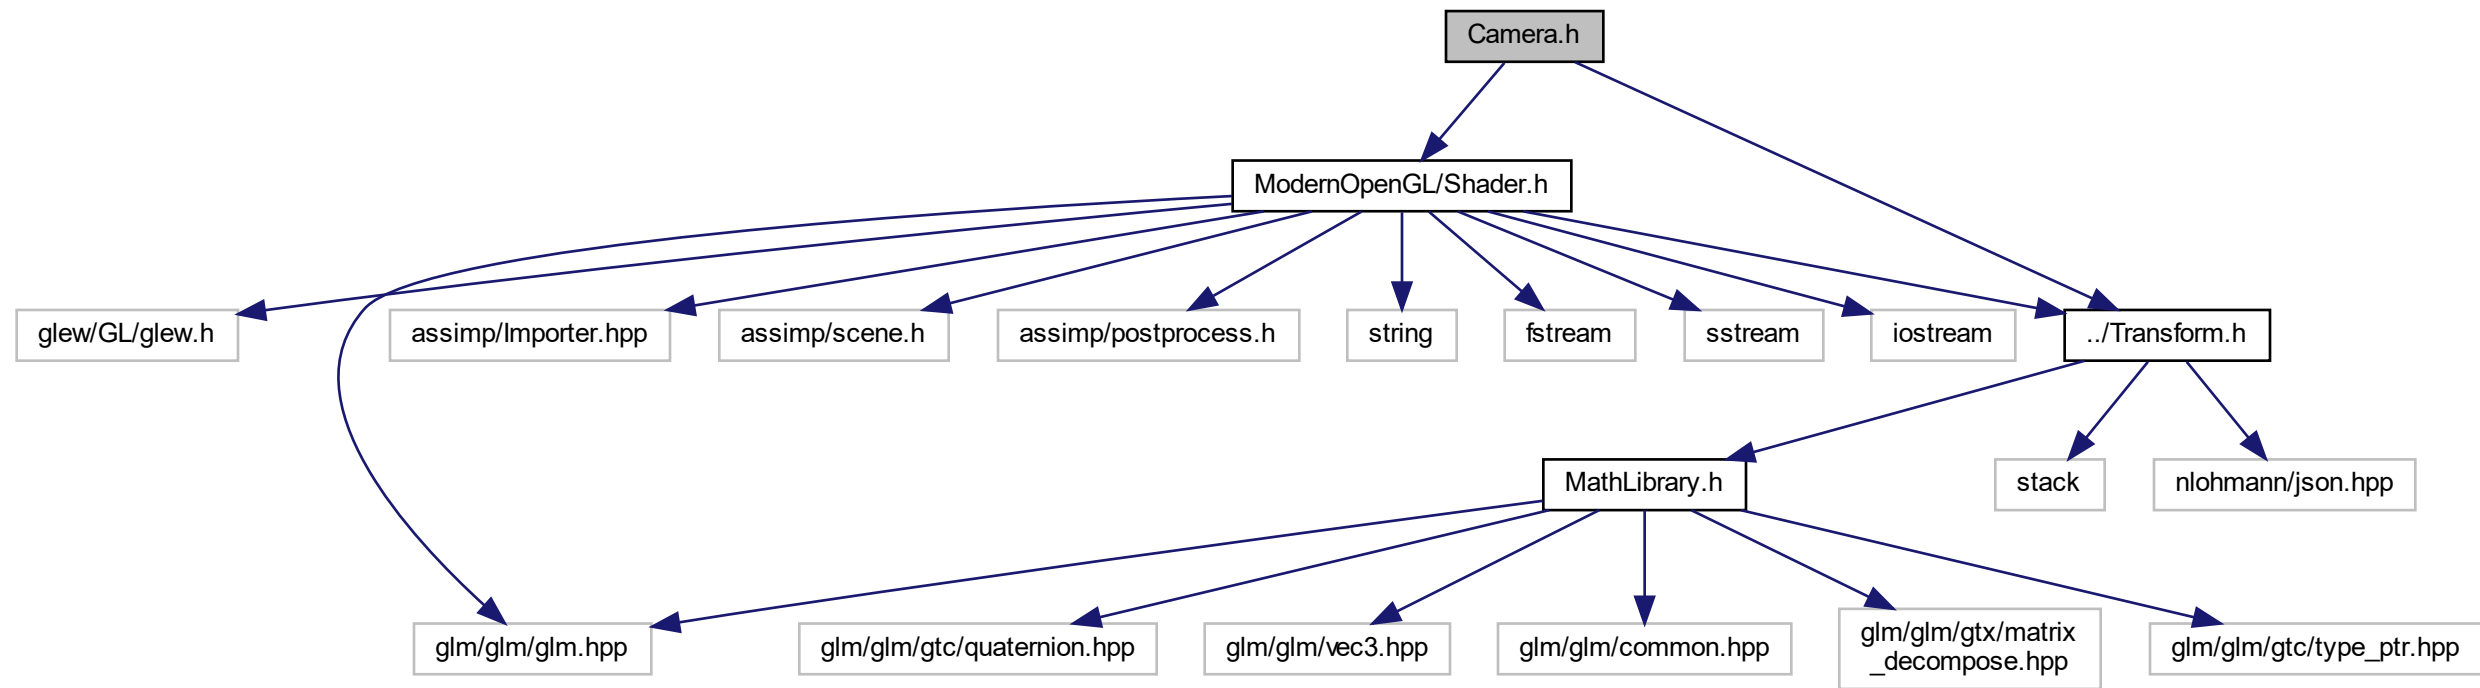 Camera.h
ModernOpenGL/Shader.h
glew/GL/glew.h
assimp/Importer.hpp
assimp/scene.h
assimp/postprocess.h
string
fstream
sstream
iostream
../Transform.h
MathLibrary.h
stack
nlohmann/json.hpp
glm/glm/glm.hpp
glm/glm/gtc/quaternion.hpp
glm/glm/vec3.hpp
glm/glm/common.hpp
glm/glm/gtx/matrix
_decompose.hpp
glm/glm/gtc/type_ptr.hpp